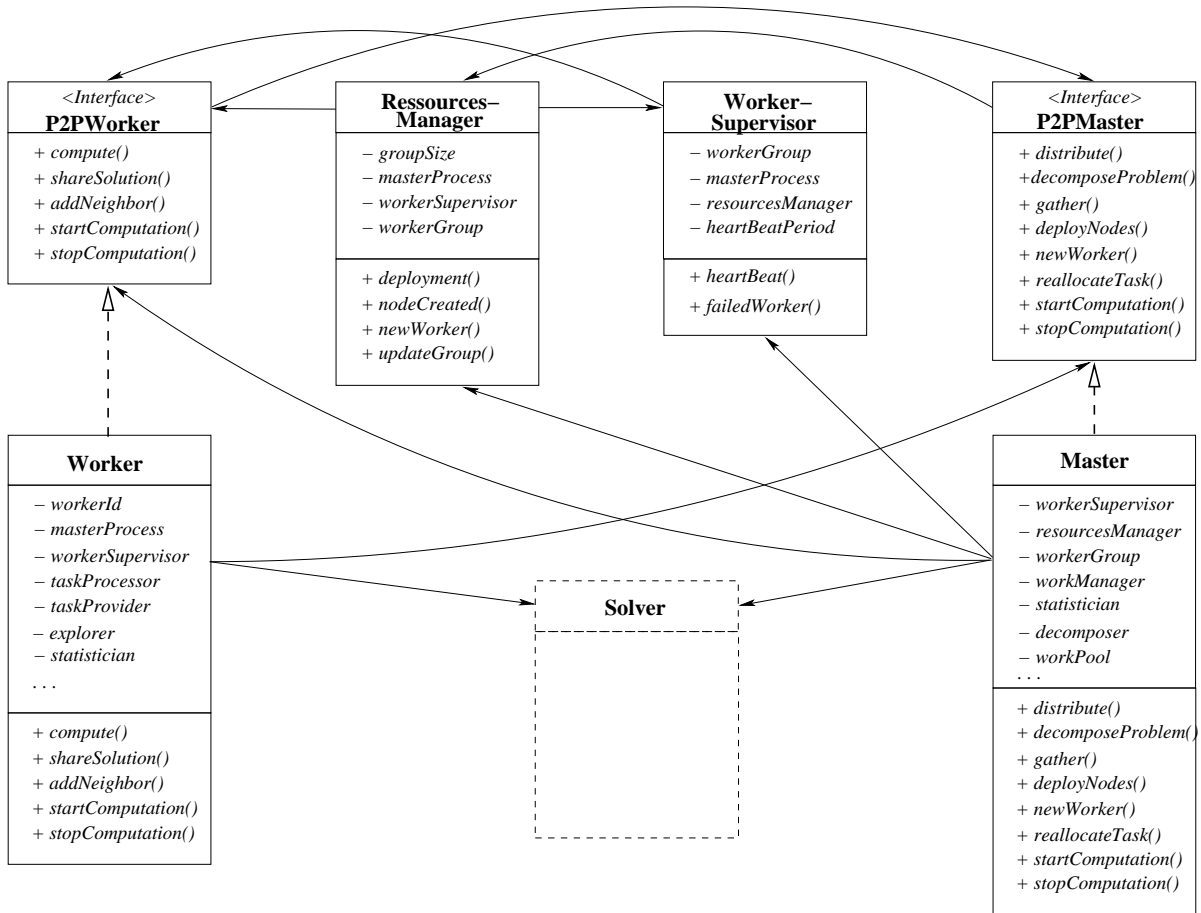 <Interface>
P2PWorker
+ compute()
+ shareSolution()
+ addNeighbor()
+ startComputation()
+ stopComputation()
Ressources–
Manager
– groupSize
– masterProcess
– workerSupervisor
– workerGroup
+ deployment()
+ nodeCreated()
+ newWorker()
+ updateGroup()
Worker–
Supervisor
– workerGroup
– masterProcess
– resourcesManager
– heartBeatPeriod
+ heartBeat()
+ failedWorker()
<Interface>
P2PMaster
+ distribute()
+decomposeProblem()
+ gather()
+ deployNodes()
+ newWorker()
+ reallocateTask()
+ startComputation()
+ stopComputation()
Worker
– workerId
– masterProcess
– workerSupervisor
– taskProcessor
– taskProvider
– explorer
– statistician
. . .
+ compute()
+ shareSolution()
+ addNeighbor()
+ startComputation()
+ stopComputation()
Solver
Master
– workerSupervisor
– resourcesManager
– workerGroup
– workManager
– statistician
– decomposer
– workPool
. . .
+ distribute()
+ decomposeProblem()
+ gather()
+ deployNodes()
+ newWorker()
+ reallocateTask()
+ startComputation()
+ stopComputation()